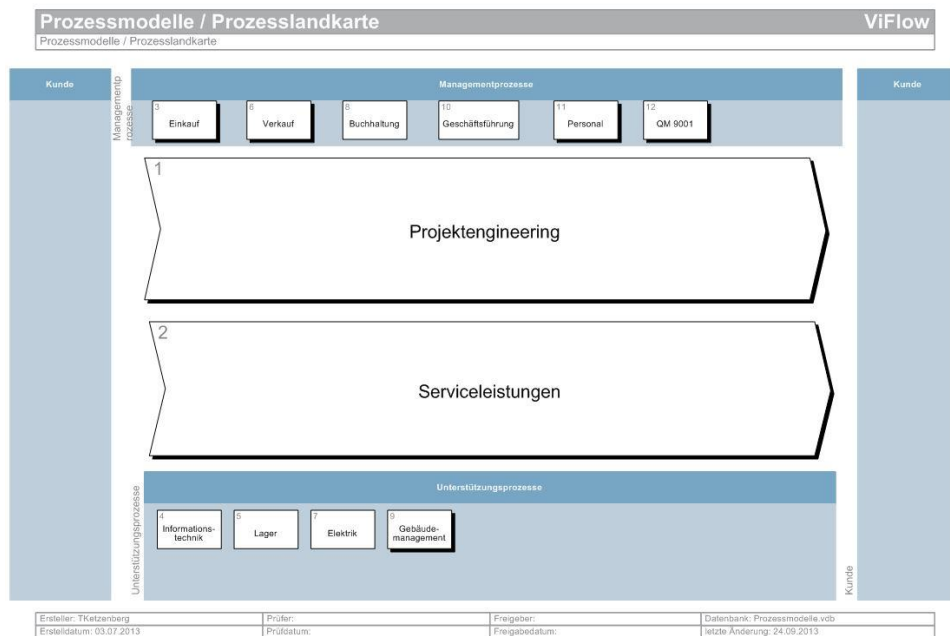 Prozessmodelle / Prozesslandkarte
ViFlow
Prozessmodelle / Prozesslandkarte
Kunde
Managementp
rozesse
Managementprozesse
Kunde
3
Einkauf
6
Verkauf
8
Buchhaltung
10
Geschäftsführung
11
Personal
12
QM 9001
1
Projektengineering
2
Serviceleistungen
Unterstützungsprozesse
Unterstützungsprozesse
4
Informations-
technik
5
Lager
7
Elektrik
9
Gebäude-
management
Kunde
Ersteller: TKetzenberg
Prüfer:
Freigeber:
Datenbank: Prozessmodelle.vdb
Erstelldatum: 03.07.2013
Prüfdatum:
Freigabedatum:
letzte Änderung: 24.09.2013